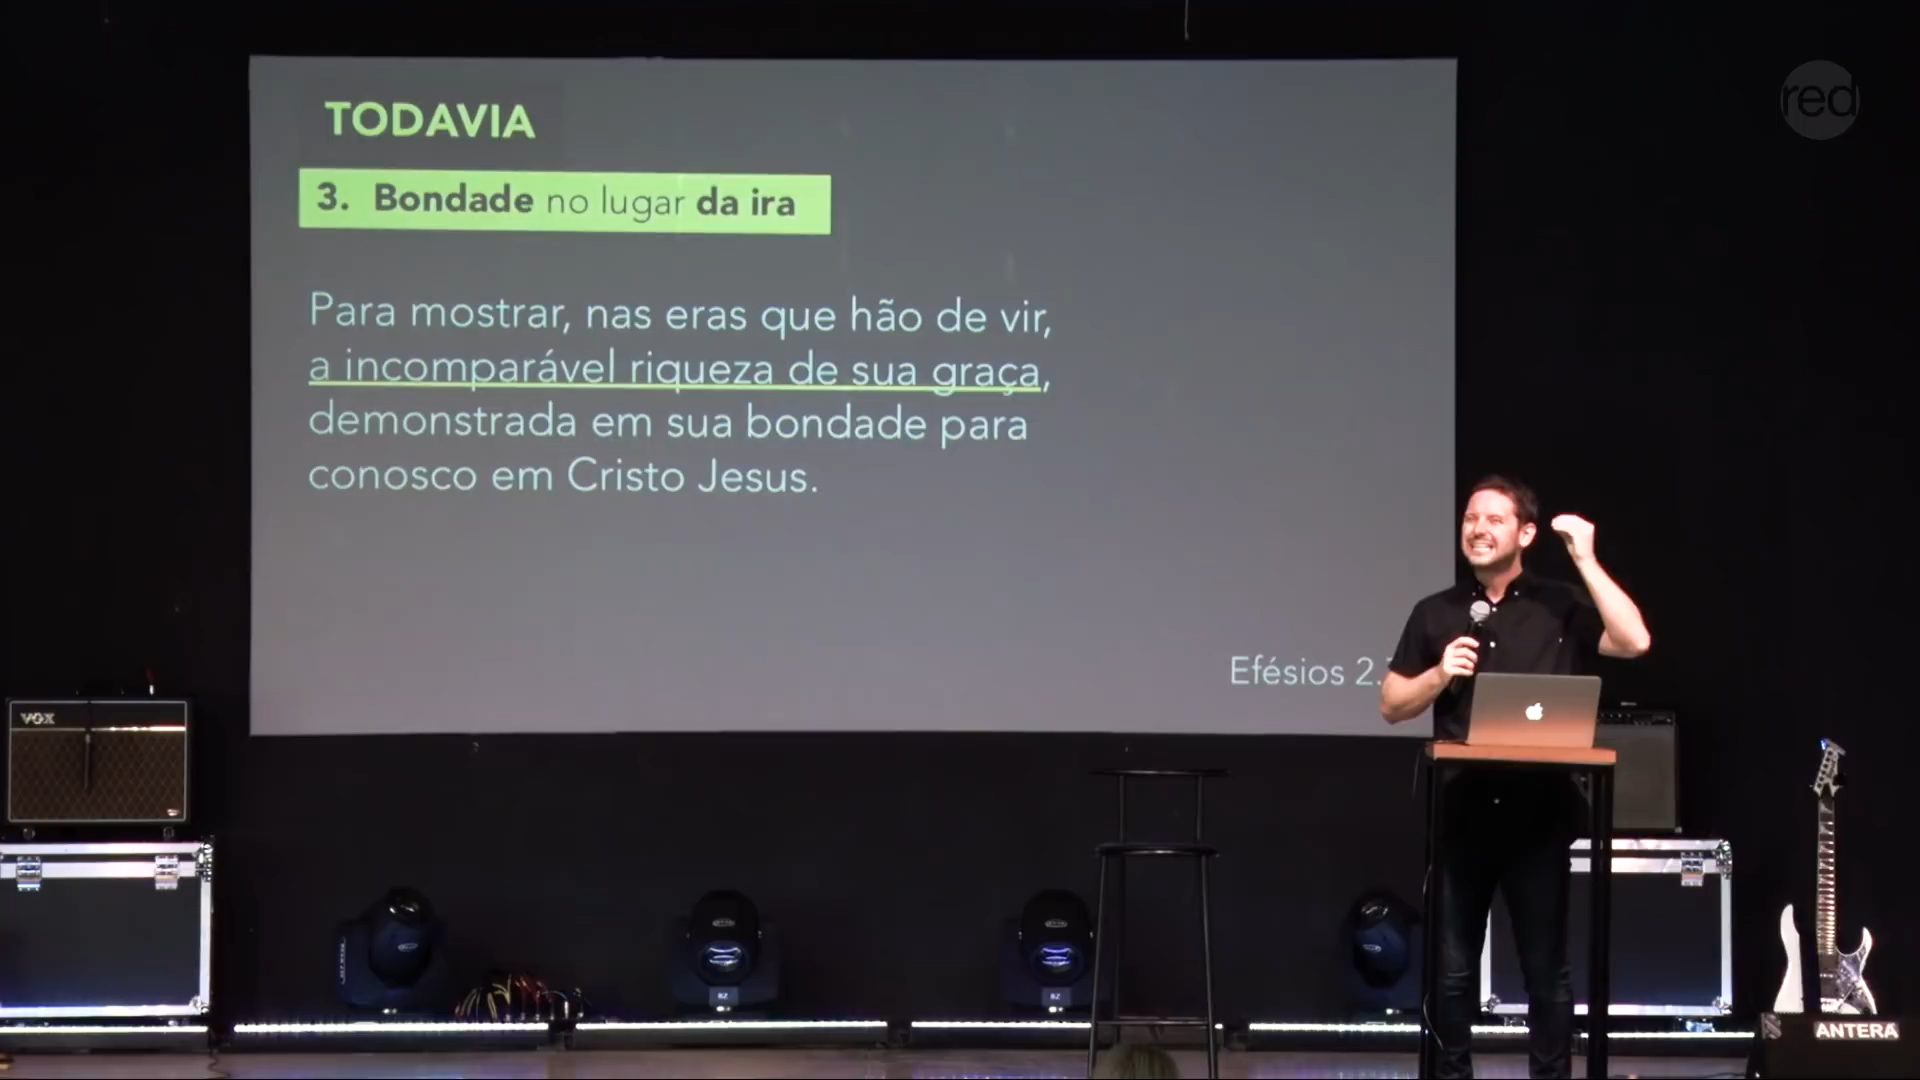 TODAVIA
red
3. Bondade no lugar da ira
Para mostrar, nas eras que hão de vir,
a incomparável riqueza de sua graça,
demonstrada em sua bondade para
conosco em Cristo Jesus.
Efésios 2.
VOX
ANTERA